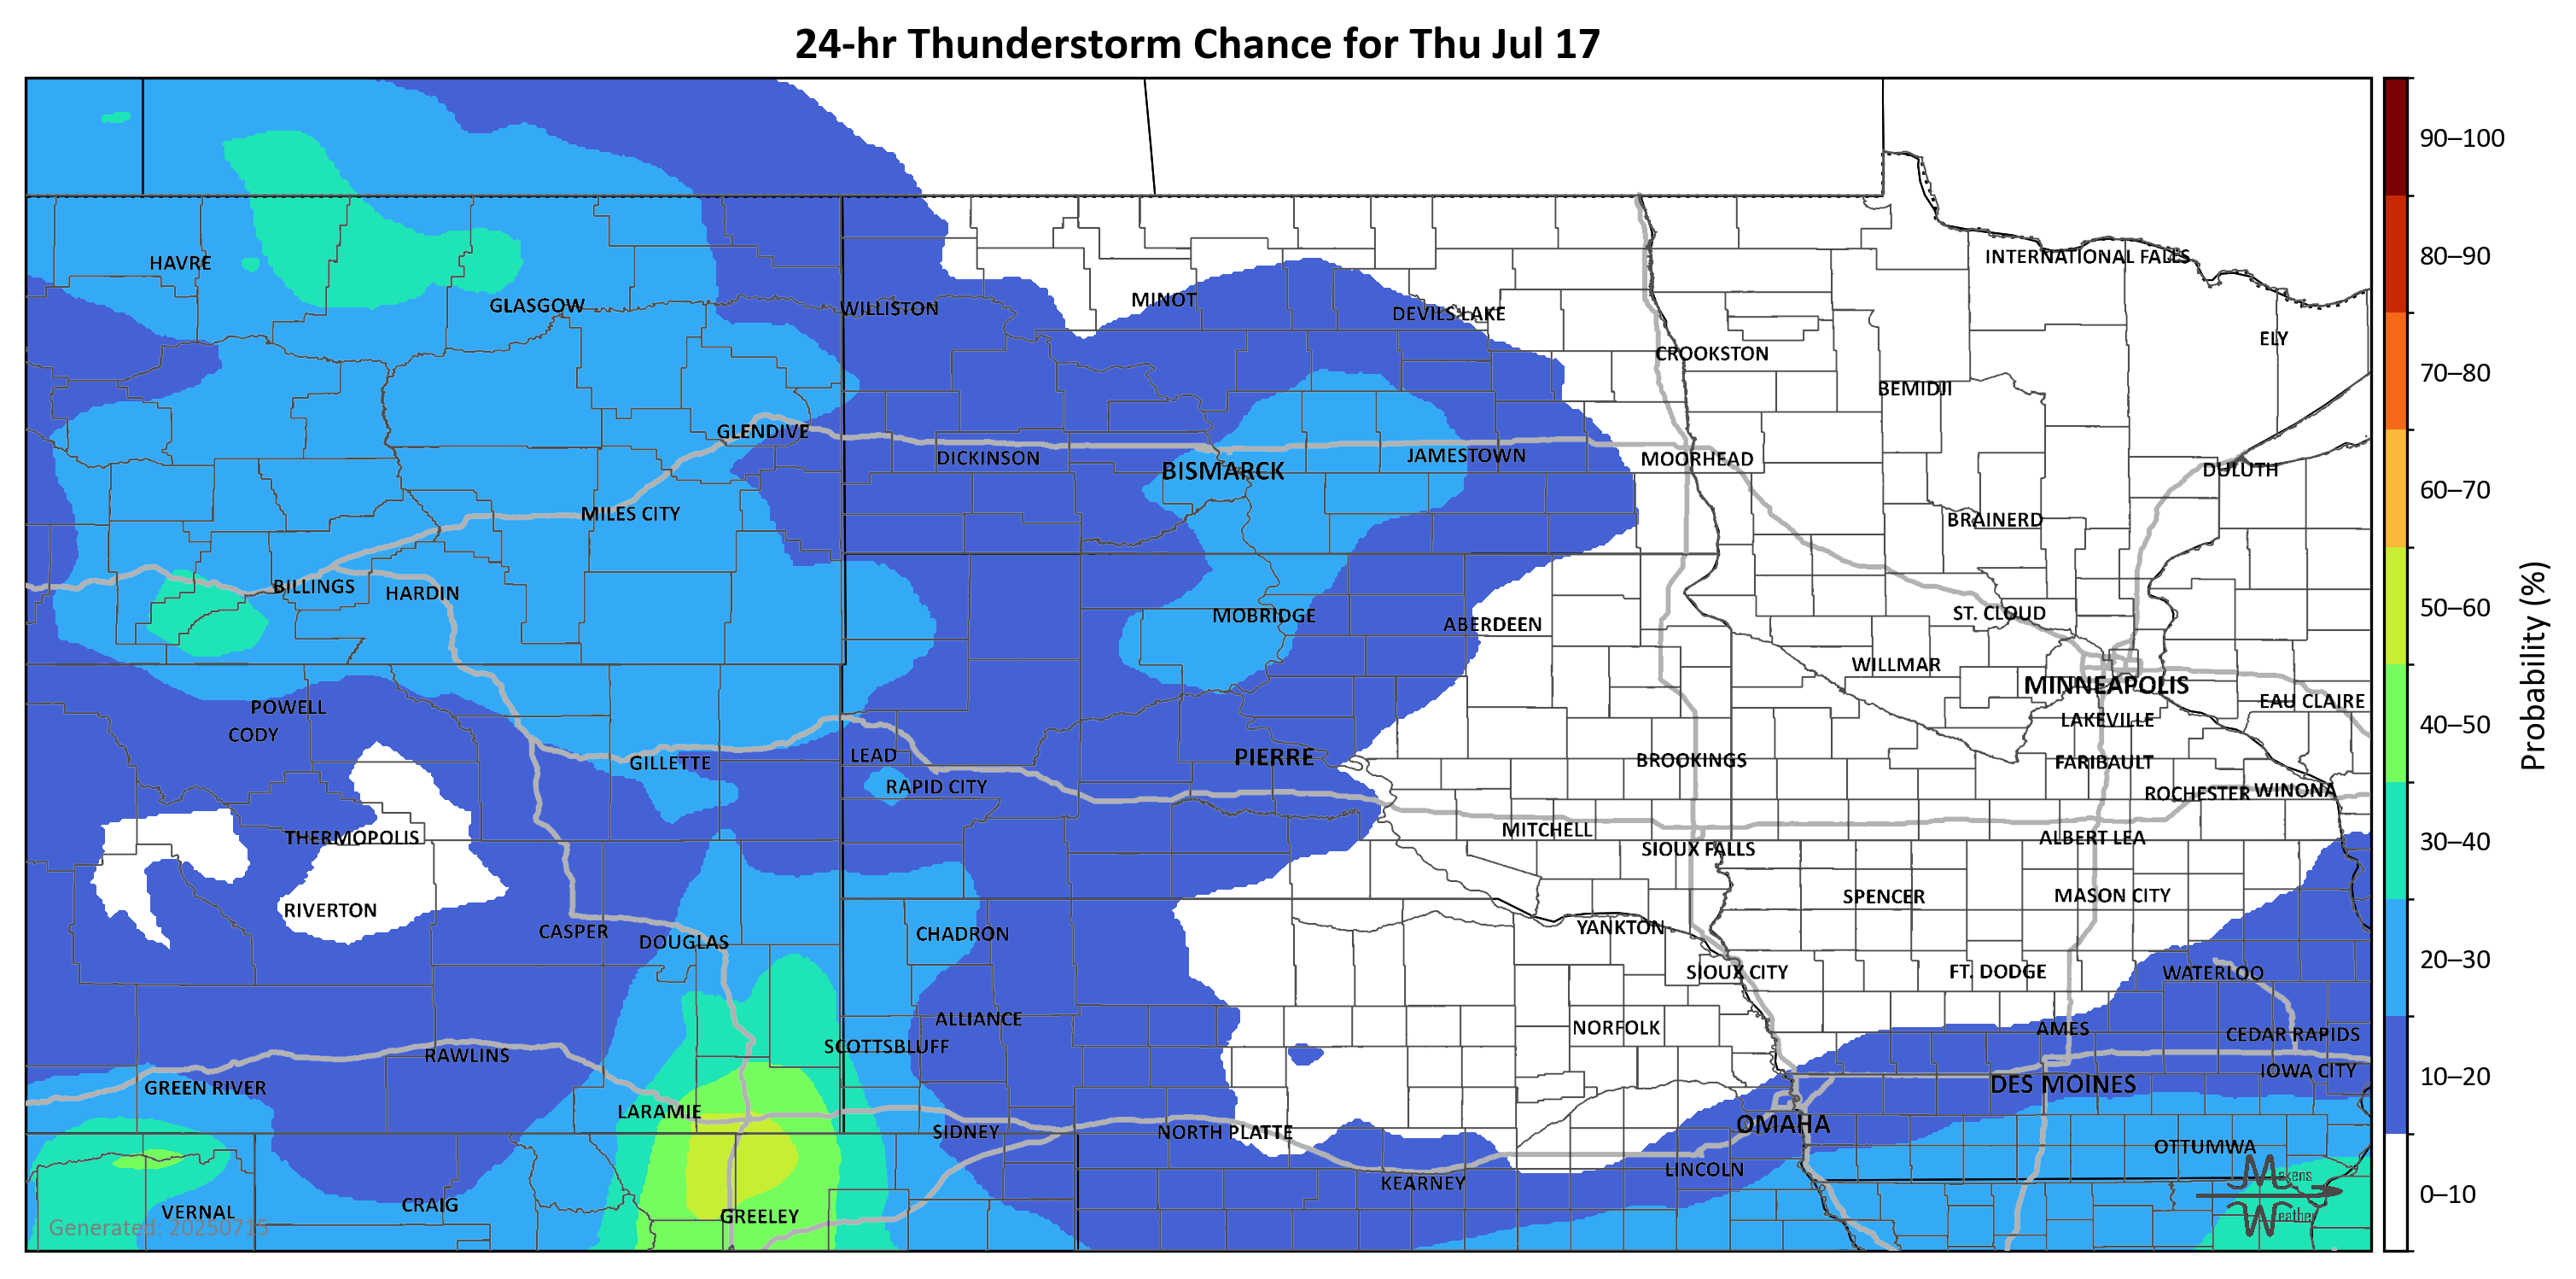 24-hr Thunderstorm Chance for Thu Jul 17
90–100
INTERNATIONAL FALLS
80–90
HAVRE
GLASGOW
WILLISTON
MINOT
DEVILS LAKE
ELY
CROOKSTON
70–80
BEMIDJI
GLENDIVE
DICKINSON
BISMARCK
JAMESTOWN
MOORHEAD
DULUTH
60–70
MILES CITY
BRAINERD
BILLINGS
HARDIN
MOBRIDGE
ABERDEEN
ST. CLOUD
50–60
WILLMAR
MINNEAPOLIS
Probability (%)
POWELL
EAU CLAIRE
CODY
LAKEVILLE
40–50
GILLETTE
LEAD
PIERRE
BROOKINGS
FARIBAULT
RAPID CITY
ROCHESTER
WINONA
THERMOPOLIS
MITCHELL
ALBERT LEA
30–40
SIOUX FALLS
RIVERTON
SPENCER
MASON CITY
CASPER
DOUGLAS
CHADRON
YANKTON
20–30
SIOUX CITY
FT. DODGE
WATERLOO
ALLIANCE
NORFOLK
AMES
CEDAR RAPIDS
RAWLINS
SCOTTSBLUFF
IOWA CITY
10–20
GREEN RIVER
DES MOINES
LARAMIE
OMAHA
SIDNEY
NORTH PLATTE
OTTUMWA
LINCOLN
KEARNEY
Makens
0–10
CRAIG
VERNAL
GREELEY
Weather
Generated: 20250715